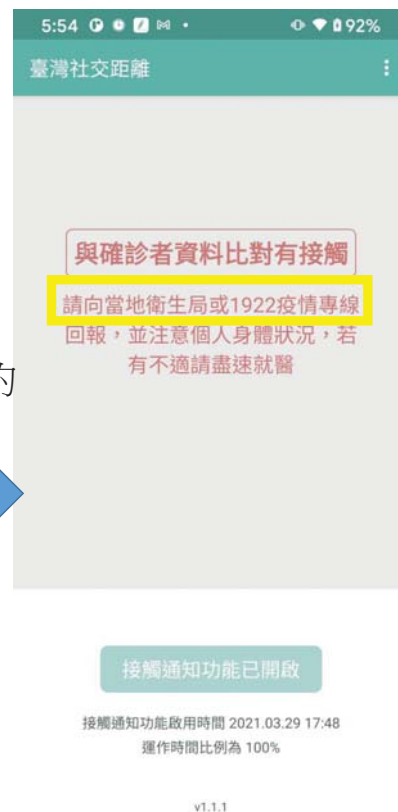 5:54 92%
臺灣社交距離
與確診者資料比對有接觸
請向當地衛生局或1922疫情專線
回報，並注意個人身體狀況，若
有不適請盡速就醫
的
接觸通知功能已開啟
接觸通知功能啟用時間 2021.03.29 17:48
運作時間比例為 100%
v1.1.1